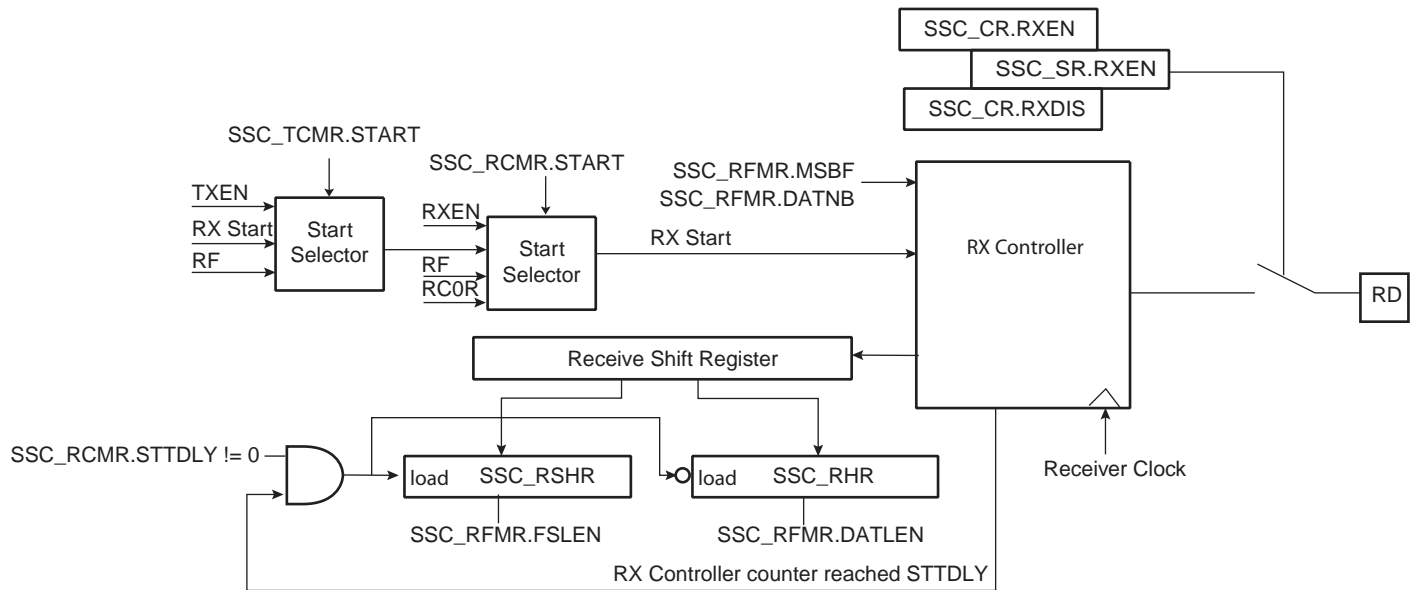 SSC_CR.RXEN
SSC_SR.RXEN
SSC_CR.RXDIS
SSC_TCMR.START
SSC_RCMR.START
SSC_RFMR.MSBF
SSC_RFMR.DATNB
TXEN
RX Start
RF
Start
Selector
RXEN
RF
RC0R
Start
Selector
RX Start
RX Controller
RD
Receive Shift Register
SSC_RCMR.STTDLY != 0
load
SSC_RSHR
load
SSC_RHR
Receiver Clock
SSC_RFMR.FSLEN
SSC_RFMR.DATLEN
RX Controller counter reached STTDLY